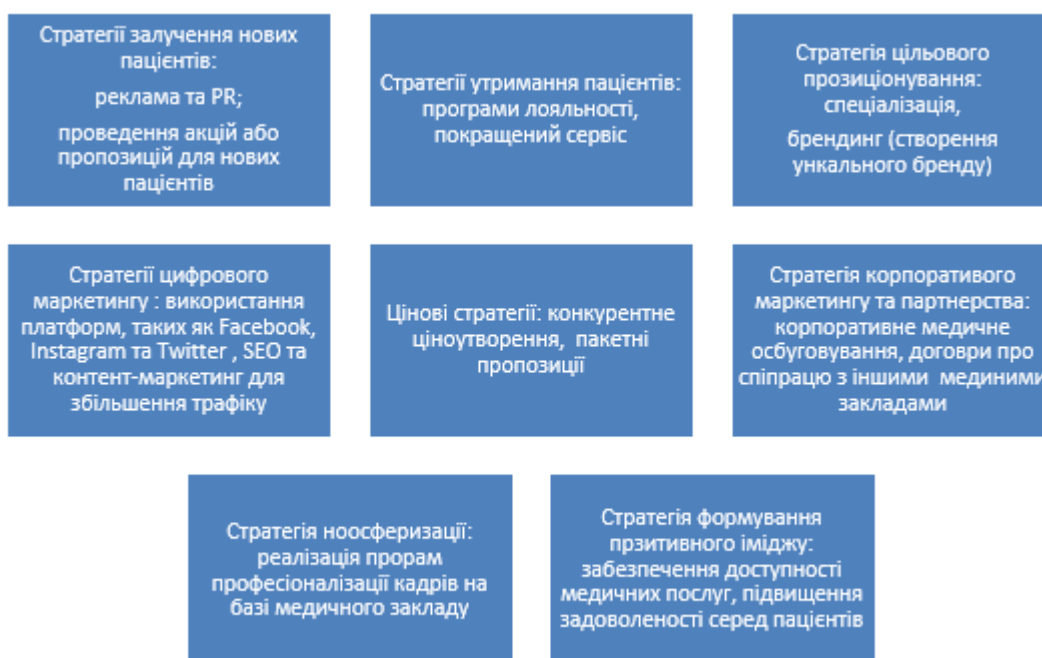 Стратегії залучення нових
пацієнтів:
реклама та PR;
проведення акцій або
пропозицій для нових
пацієнтів
Стратегії утримання пацієнтів:
програми лояльності,
покращений сервіс
Стратегія цільового
прозиціонування:
спеціалізація,
брендинг (створення
ункального бренду)
Стратегії цифрового
маркетингу : використання
платформ, таких як Facebook,
Instagram та Twitter , SEO та
контент-маркетинг для
збільшення трафіку
Цінові стратегії: конкурентне
ціноутворення, пакетні
пропозиції
Стратегія корпоративого
маркетингу та партнерства:
корпоративне медичне
осбуговування, договри про
спіпрацю з іншими мединими
закладами
Стратегія ноосферизації:
реалізація прорам
професіоналізації кадрів на
базі медичного закладу
Стратегія формування
прзитивного іміджу:
забезпечення доступності
медичних послуг, підвищення
задоволеності серед пацієнтів